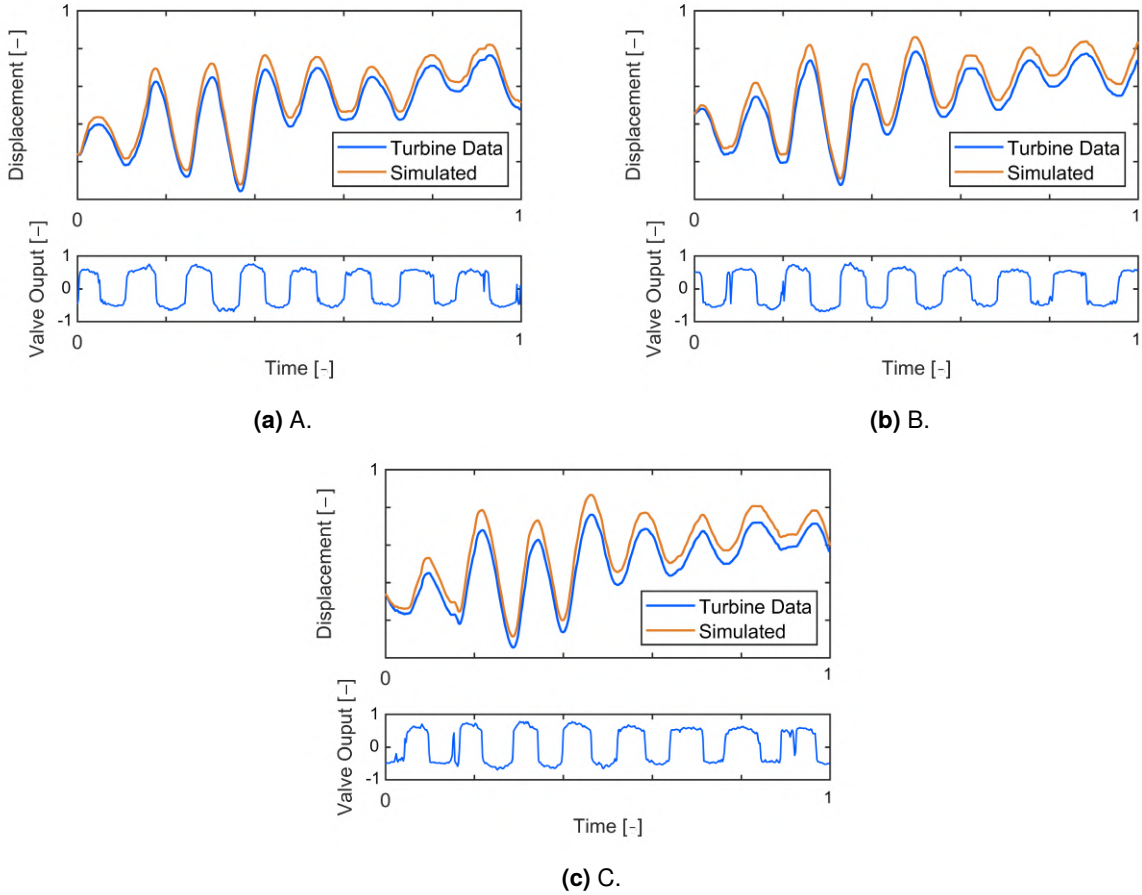 1
Displacement [–]
Turbine Data
Simulated
0
1
Valve Ouput [–]
1
0
-1
0
1
Time [-]
(a) A.
1
Displacement [–]
Turbine Data
Simulated
0
1
Valve Ouput [–]
1
0
-1
0
1
Time [-]
(b) B.
1
Displacement [–]
Turbine Data
Simulated
0
1
Valve Ouput [–]
1
0
-1
0
1
Time [-]
(c) C.